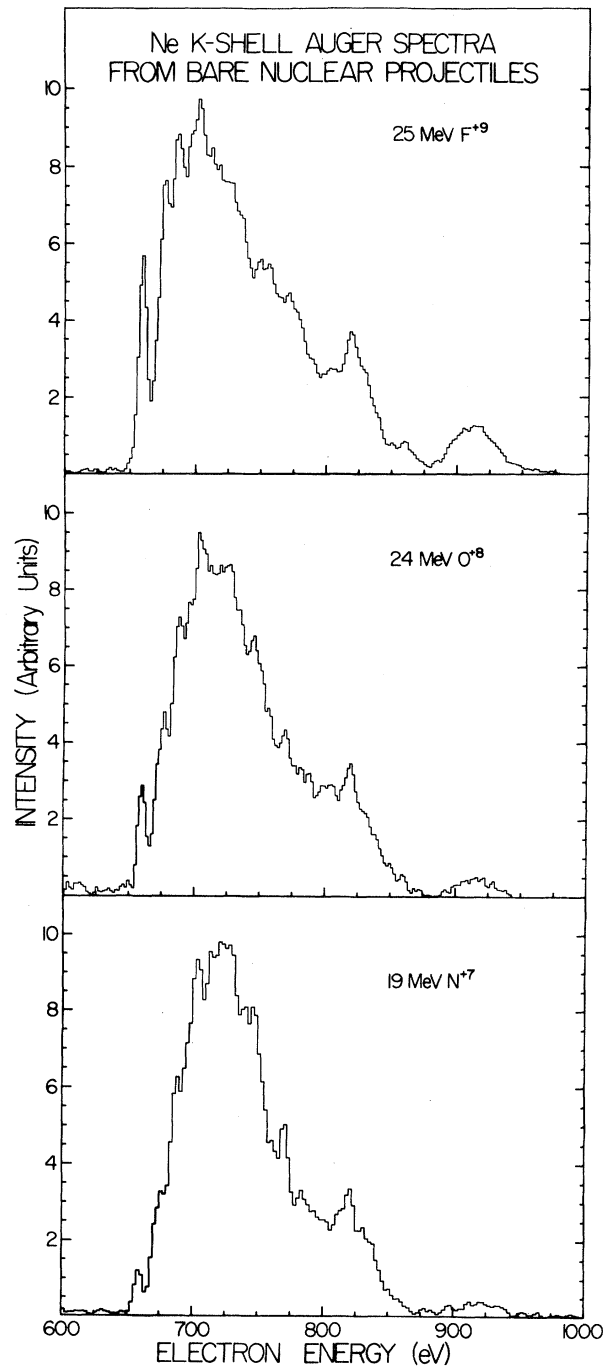 Ne K-SHELL AUGER SPECTRA
FROM BARE NUCLEAR PROJECTILES
10
8
6
4
2
25 MeV F+9
10
8
6
4
2
24 MeV O+8
10
8
6
4
2
19 MeV N+7
INTENSITY (Arbitrary Units)
600
700
800
900
1000
ELECTRON ENERGY (eV)